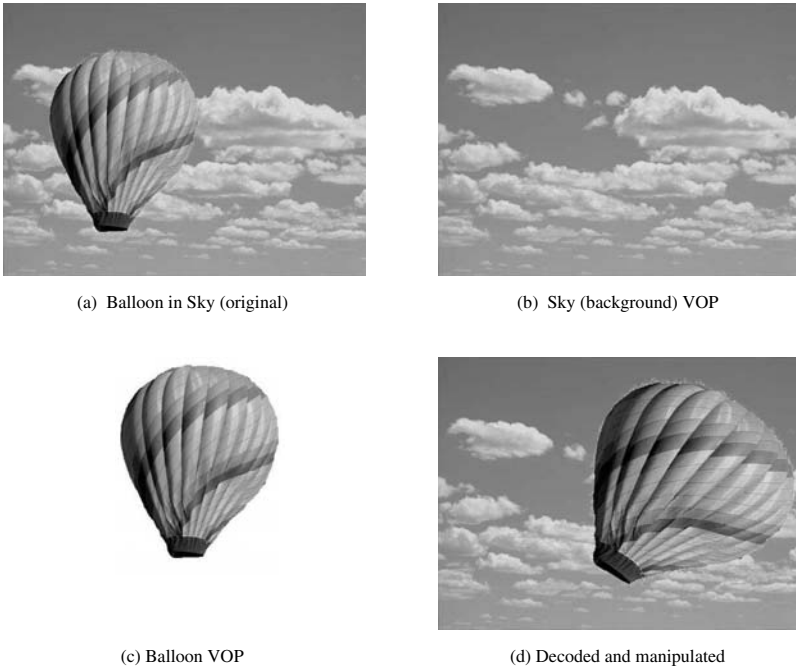 (a) Balloon in Sky (original)
(b) Sky (background) VOP
(c) Balloon VOP
(d) Decoded and manipulated